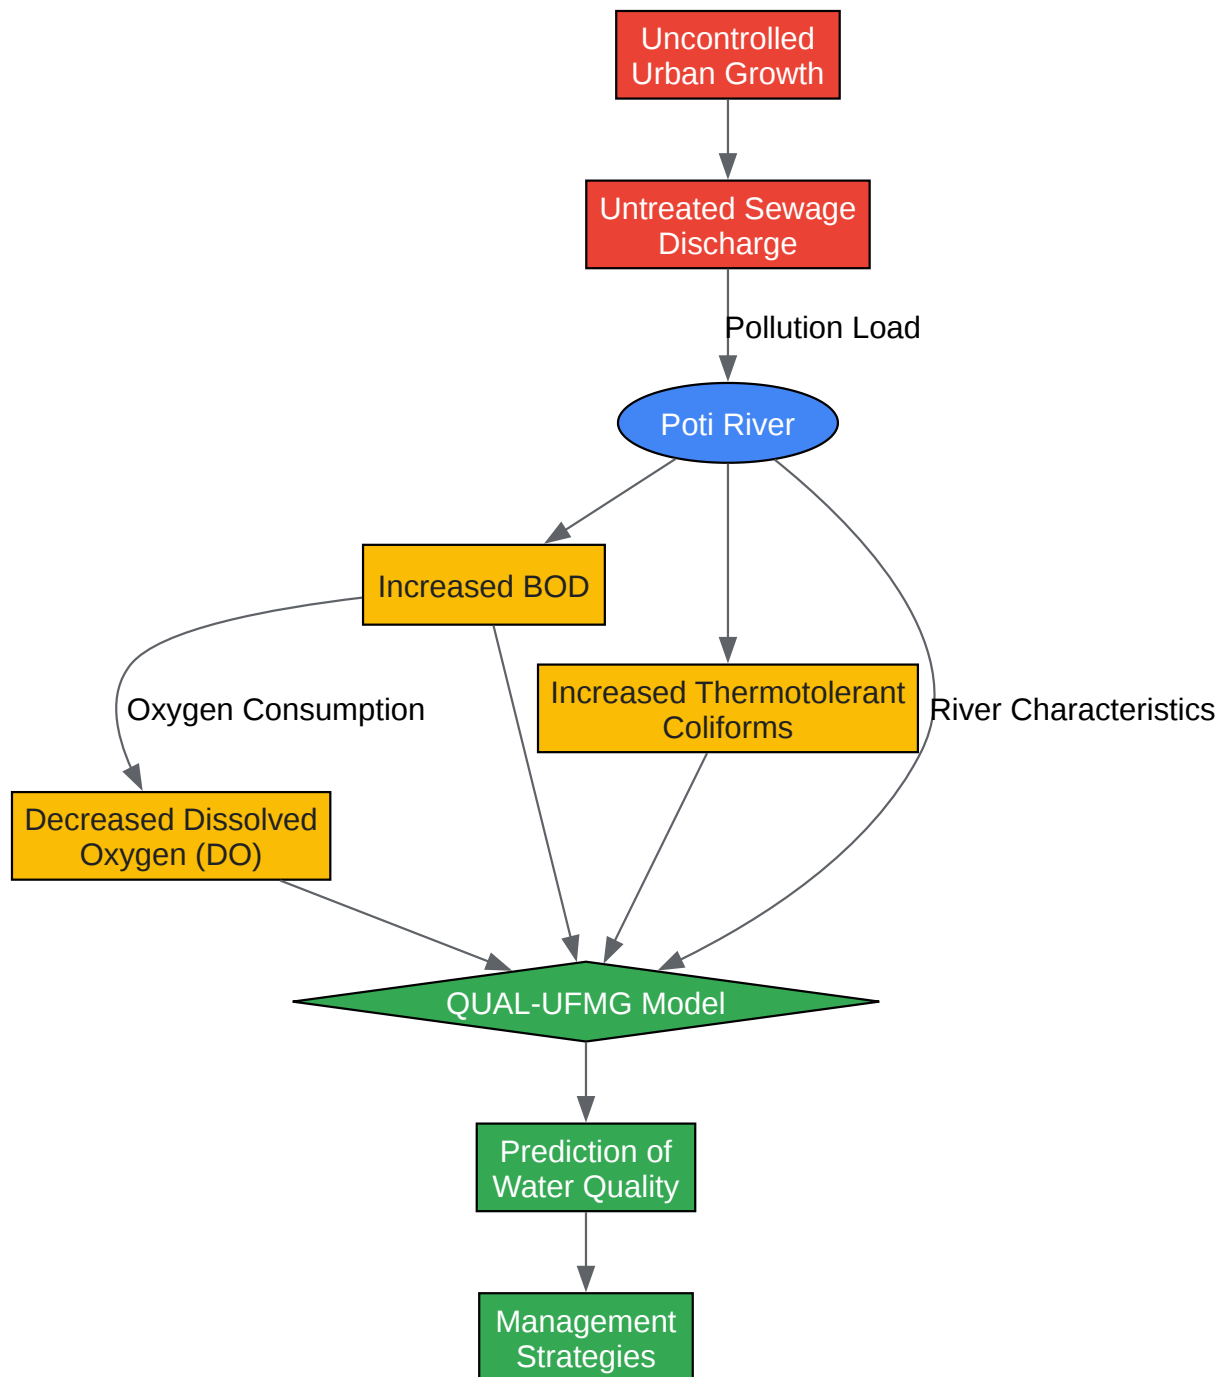 Uncontrolled
Urban Growth
Untreated Sewage
Discharge
Pollution Load
Poti River
Increased BOD
Increased Thermotolerant
Coliforms
Oxygen Consumption
River Characteristics
Decreased Dissolved
Oxygen (DO)
QUAL-UFMG Model
Prediction of
Water Quality
Management
Strategies